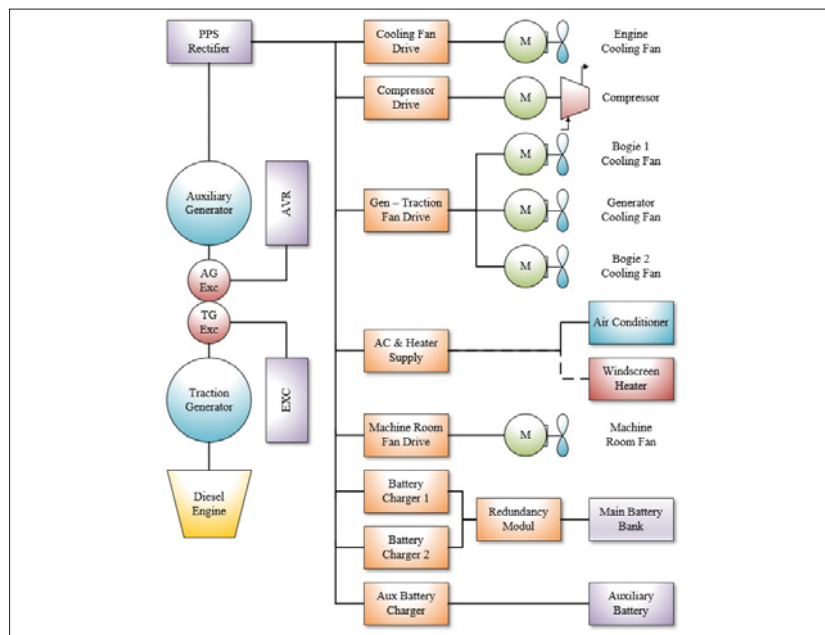 PPS
Rectifier
Cooling Fan
Drive
M
Engine
Cooling Fan
Compressor
Drive
M
Compressor
Auxiliary
Generator
AVR
Gen – Traction
Fan Drive
M
Bogie 1
Cooling Fan
M
Generator
Cooling Fan
M
Bogie 2
Cooling Fan
AG
Exc
TG
Exc
AC & Heater
Supply
Air Conditioner
Windscreen
Heater
Traction
Generator
EXC
Machine Room
Fan Drive
M
Machine
Room Fan
Diesel
Engine
Battery
Charger 1
Battery
Charger 2
Redundancy
Modul
Main Battery
Bank
Aux Battery
Charger
Auxiliary
Battery